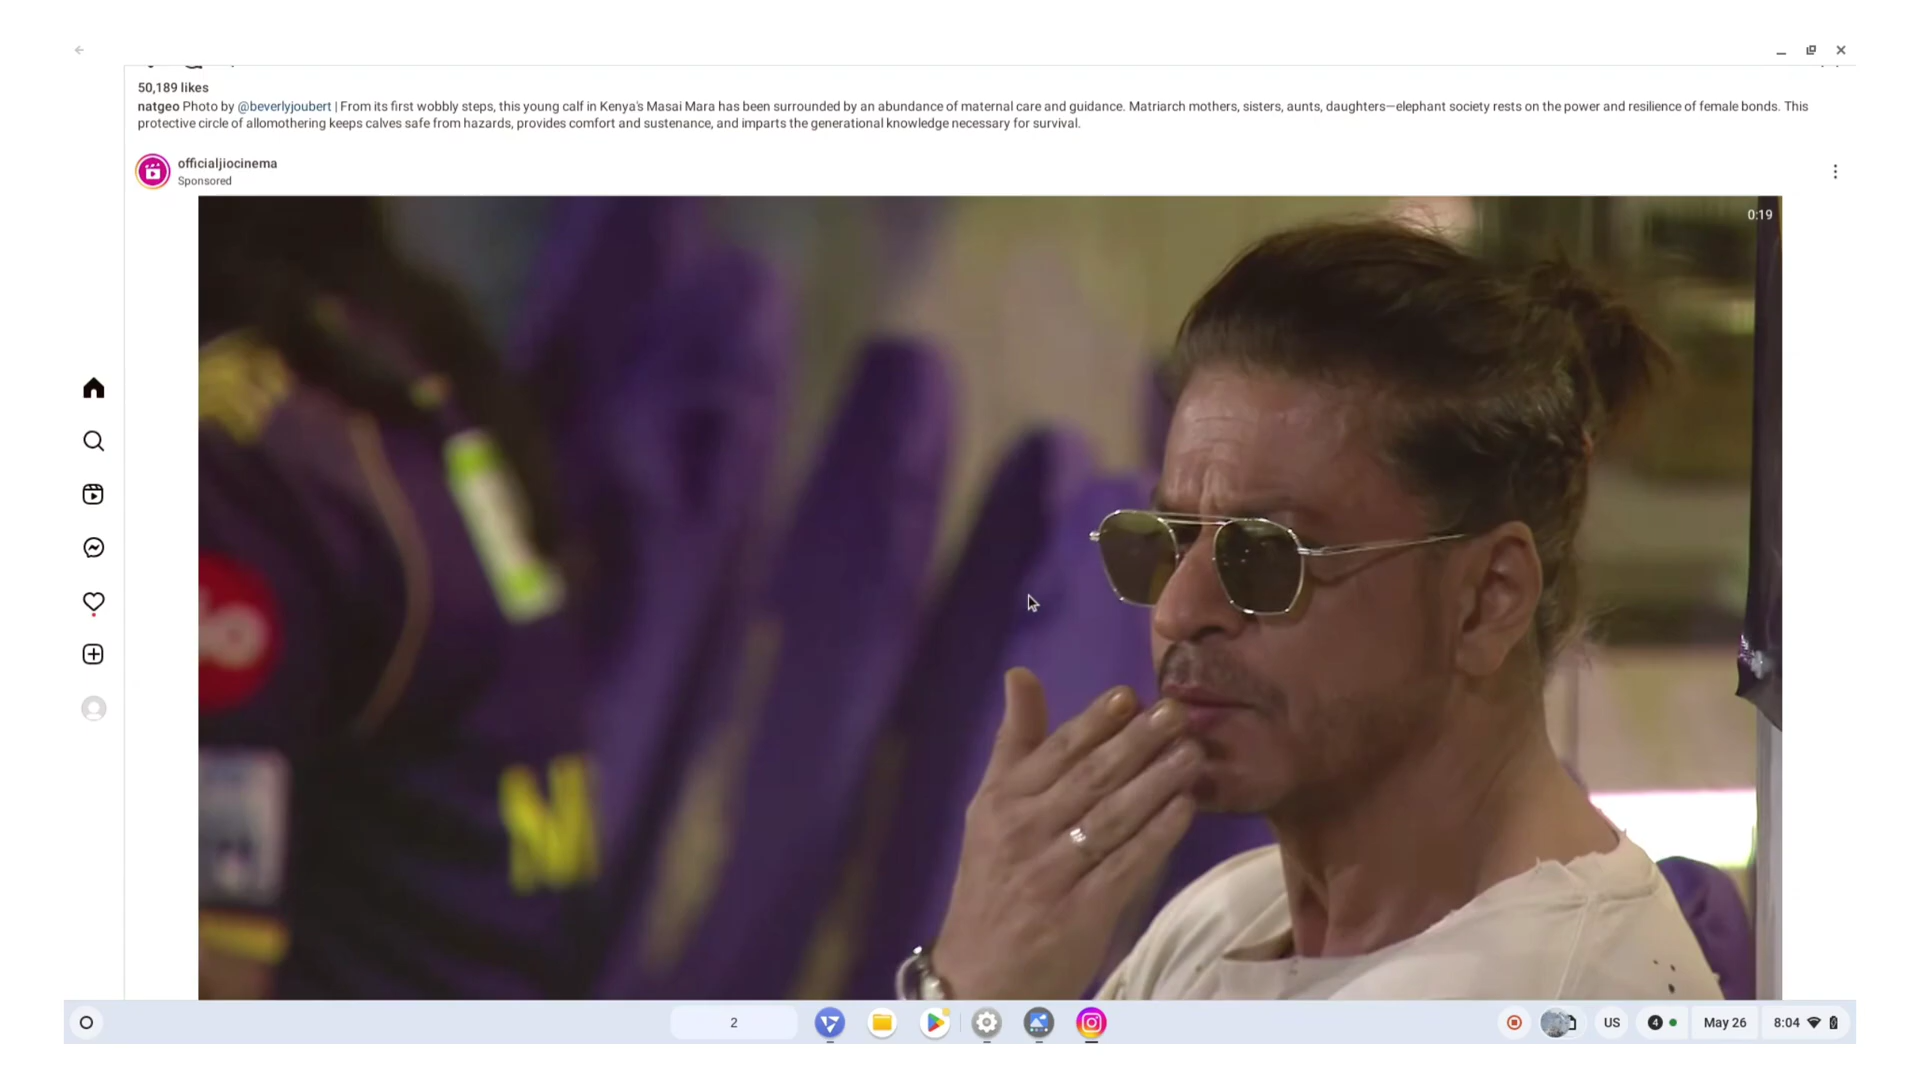 50,189 likes
natgeo Photo by @beverlyjoubert | From its first wobbly steps, this young calf in Kenya's Masai Mara has been surrounded by an abundance of maternal care and guidance. Matriarch mothers, sisters, aunts, daughters—elephant society rests on the power and resilience of female bonds. This
protective circle of allomothering keeps calves safe from hazards, provides comfort and sustenance, and imparts the generational knowledge necessary for survival.
officialjiocinema
Sponsored
0:19
2
US
4
May 26
8:04